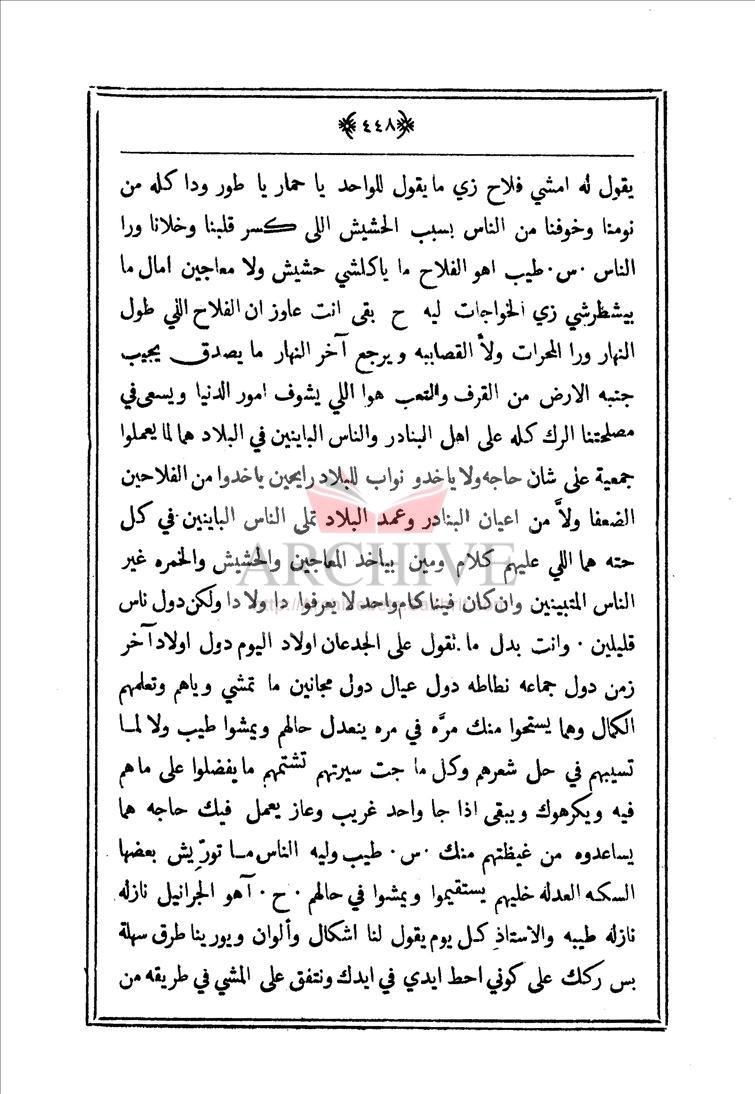 ٤٤٨
يقول له امشي فلاح زي ما يقول للواحد يا حمار يا طور ودا كله من
نومنا وخوفنا من الناس بسبب الحشيش اللى كسر قلبنا وخلانا ورا
الناس ٠س٠ طيب اهو الفلاح ما ياكلشي حشيش ولا معاجين امال ما
بيشظرشي زي الخواجات ليه ح بقى انت عاوز ان الفلاح اللي طول
النهار ورا المحرات ولأ القصابيه ويرجع آخر النهار ما يصدق يجيب
جتبه الارض من القرف والتعب هوا اللي يشوف امور الدنيا ويسعى في
مصلحتنا الرك كله على اهل البنادر والناس الباينين في البلاد هما لما يعملوا
جمعية على شان حاجه ولا ياخدو نواب للبلاد رايحين ياخدوا من الفلاحين
الضعفا ولاَّ من اعيان البنادر وعمد البلاد تملى الناس الباينين في كل
حته هما اللي عليهم كلام ومين بياخد المعاجين والحشيش والخمره غير
ARCHIVE
الناس المتبينين وان كان فينا كام واحد لا يعرفوا دا ولا دا ولكن دول ناس
قليلين ٠ وانت بدل ما تقول على الجدعان اولاد اليوم دول اولاد آخر
زمن دول جماعه نطاطه دول عيال دول مجانين ما تمشي وياهم وتعلمهم
الكمال وهما يستحوا منك مرَّه في مره ينعدل حالهم ويمشوا طيب ولا لما
تسيبهم في حل شعرهم وكل ما جت سيرتهم تشتمهم ما يفضلوا على ما هم
فيه ويكرهوك ويبقى اذا جا واحد غريب وعاز يعمل فيك حاجه هما
يساعدوه من غيظتهم منك ٠س٠ طيب وليه الناس ما تورّيش بعضها
السكه العدله خليهم يستقيموا ويمشوا في حالهم ٠ح٠ آهو الجرانيل نازله
نازله طيبه والاستاذ كل يوم يقول لنا اشكال وألوان ويورينا طرق سهلة
بس ركك على كوني احط ايدي في ايدك ونتفق على المشي في طريقه من